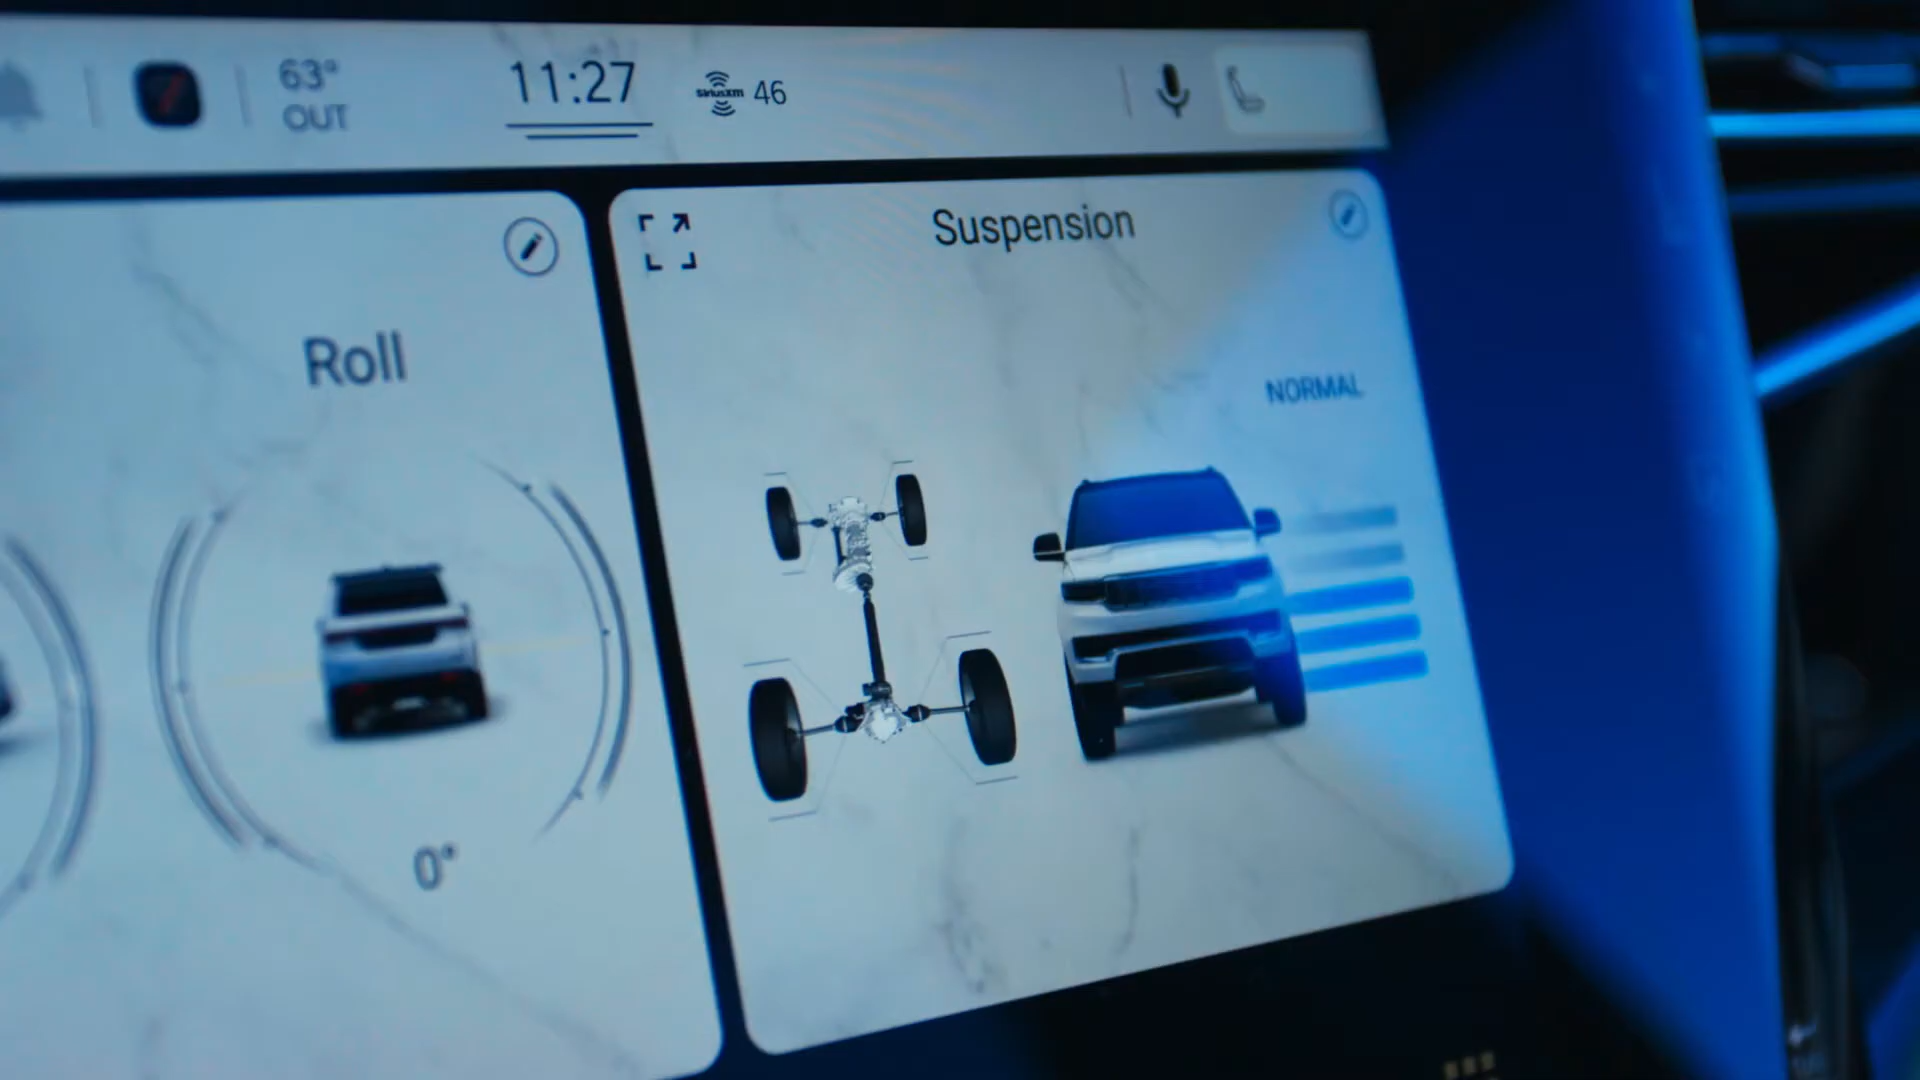 63°
OUT
11:27
SiriusXM 46
Suspension
Roll
NORMAL
0°